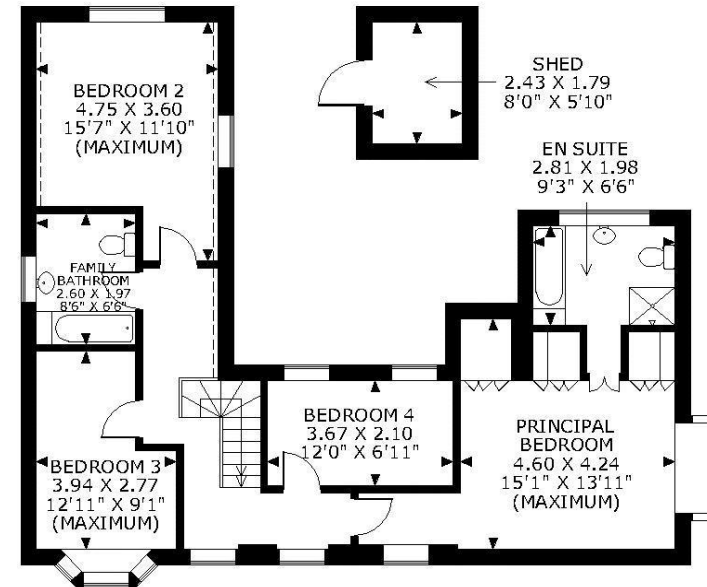 BEDROOM 2
4.75 X 3.60
15'7" X 11'10"
(MAXIMUM)
SHED
2.43 X 1.79
8'0" X 5'10"
EN SUITE
2.81 X 1.98
9'3" X 6'6"
FAMILY
BATHROOM
2.60 X 1.97
8'6" X 6'6"
BEDROOM 3
3.94 X 2.77
12'11" X 9'1"
(MAXIMUM)
BEDROOM 4
3.67 X 2.10
12'0" X 6'11"
PRINCIPAL
BEDROOM
4.60 X 4.24
15'1" X 13'11"
(MAXIMUM)